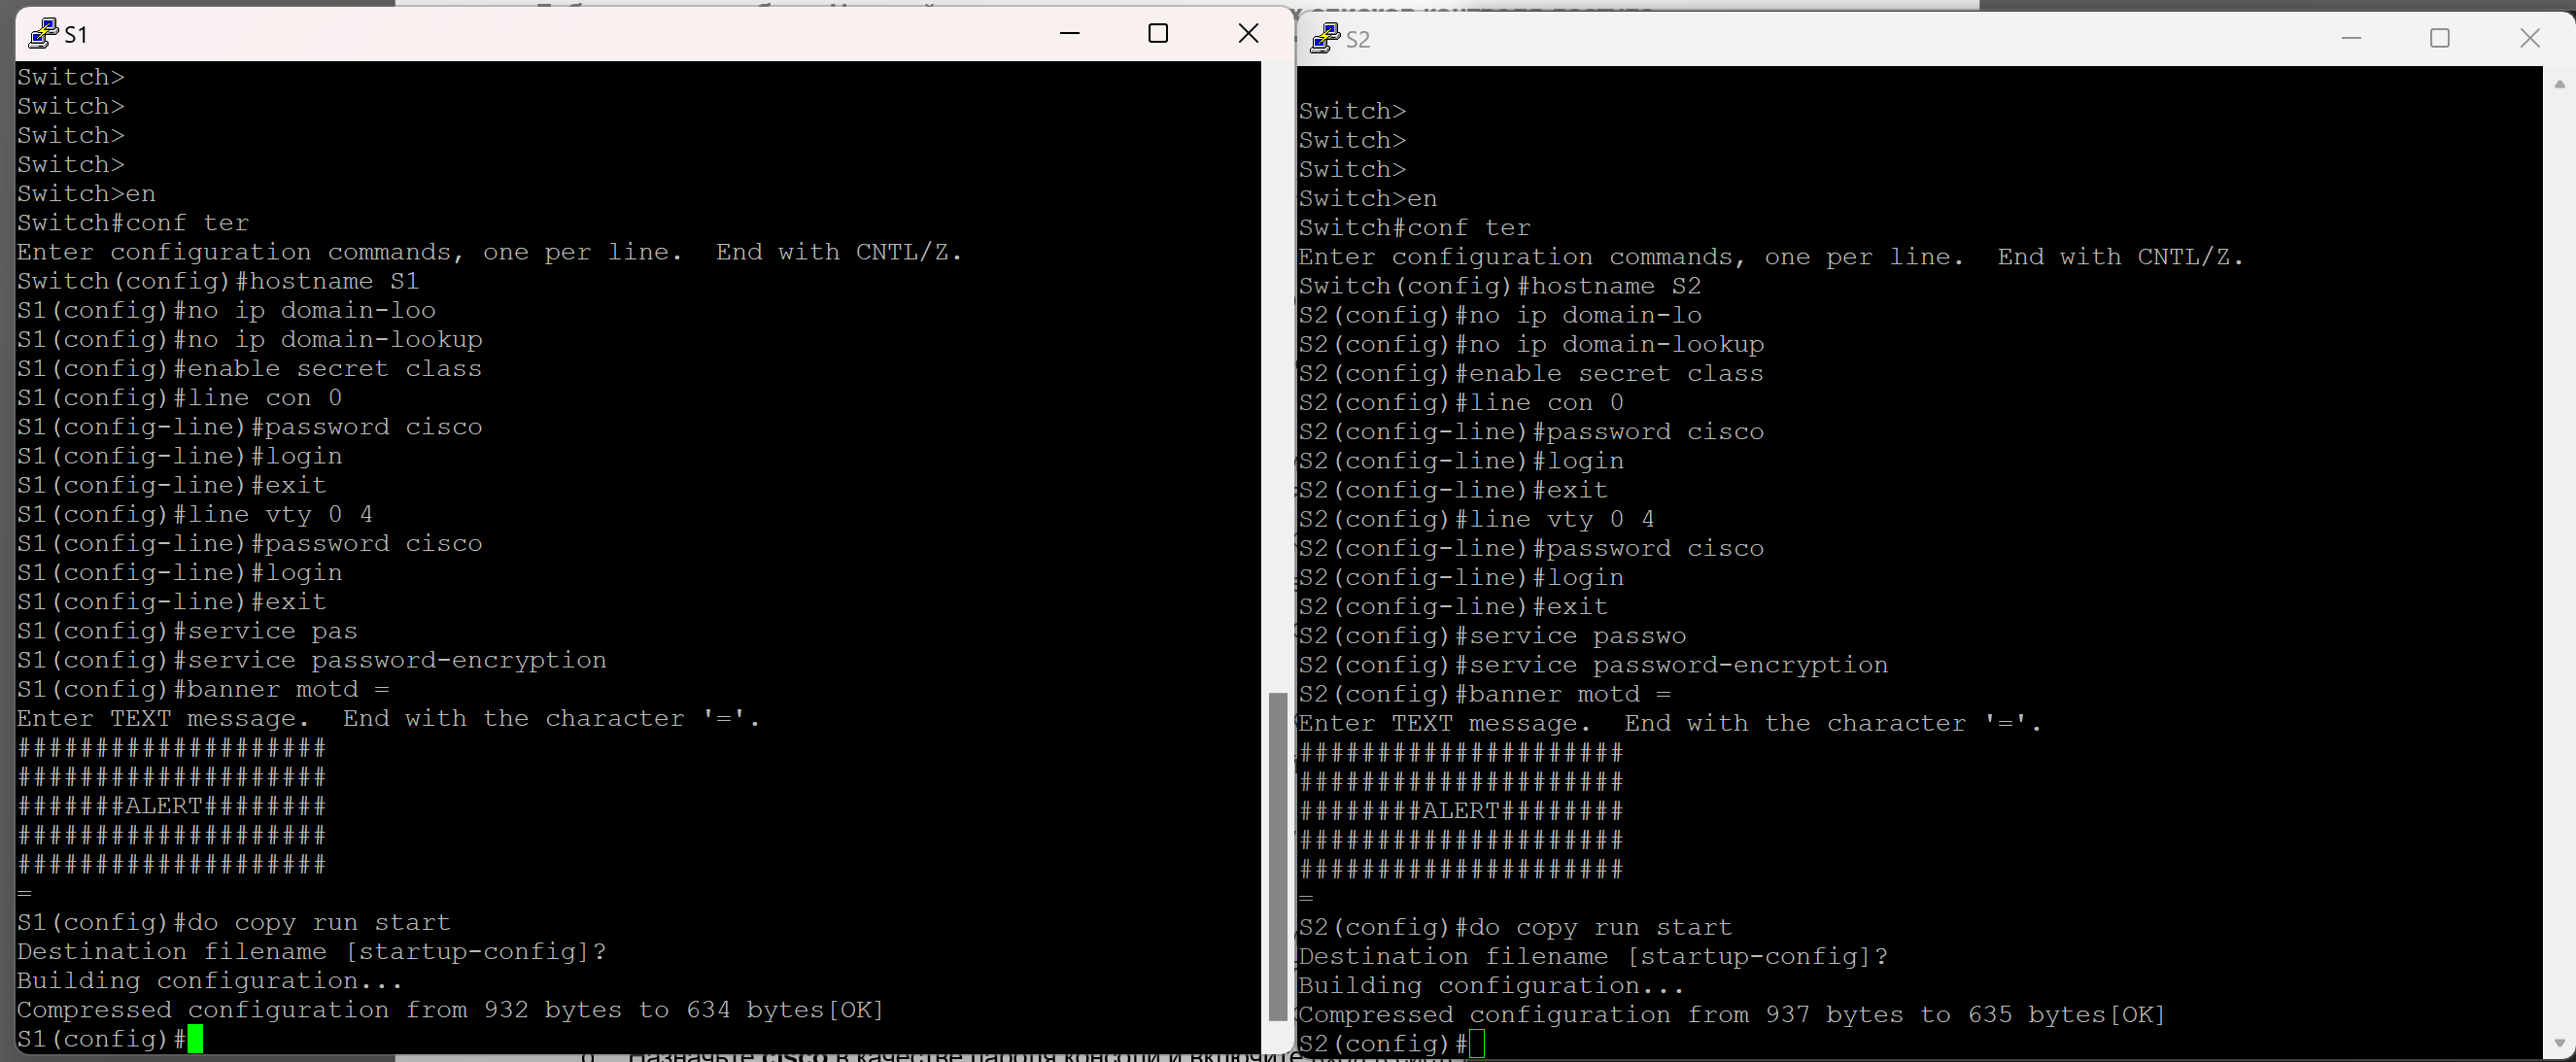 S1
Switch>
Switch>
Switch>
Switch>
Switch>en
Switch#conf ter
Enter configuration commands, one per line.  End with CNTL/Z.
Switch(config)#hostname S1
S1(config)#no ip domain-loo
S1(config)#no ip domain-lookup
S1(config)#enable secret class
S1(config)#line con 0
S1(config-line)#password cisco
S1(config-line)#login
S1(config-line)#exit
S1(config)#line vty 0 4
S1(config-line)#password cisco
S1(config-line)#login
S1(config-line)#exit
S1(config)#service pas
S1(config)#service password-encryption
S1(config)#banner motd =
Enter TEXT message.  End with the character '='.
####################
####################
#######ALERT########
####################
####################
=
S1(config)#do copy run start
Destination filename [startup-config]?
Building configuration...
Compressed configuration from 932 bytes to 634 bytes[OK]
S1(config)#
S2
Switch>
Switch>
Switch>
Switch>en
Switch#conf ter
Enter configuration commands, one per line.  End with CNTL/Z.
Switch(config)#hostname S2
S2(config)#no ip domain-lo
S2(config)#no ip domain-lookup
S2(config)#enable secret class
S2(config)#line con 0
S2(config-line)#password cisco
S2(config-line)#login
S2(config-line)#exit
S2(config)#line vty 0 4
S2(config-line)#password cisco
S2(config-line)#login
S2(config-line)#exit
S2(config)#service passwo
S2(config)#service password-encryption
S2(config)#banner motd =
Enter TEXT message.  End with the character '='.
#####################
#####################
########ALERT########
#####################
#####################
=
S2(config)#do copy run start
Destination filename [startup-config]?
Building configuration...
Compressed configuration from 937 bytes to 635 bytes[OK]
S2(config)#
Назначьте cisco в качестве пароля консоли и включите